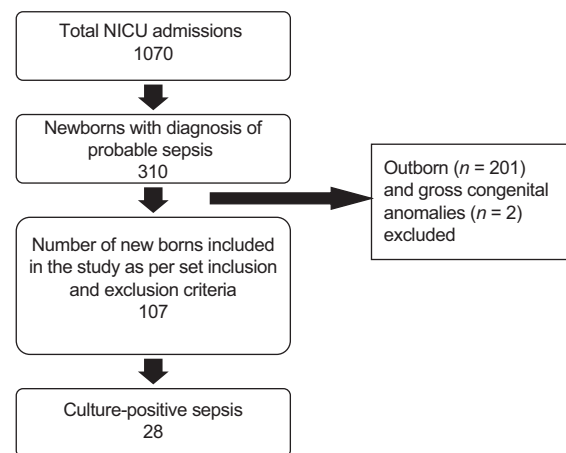 Total NICU admissions
1070
Newborns with diagnosis of
probable sepsis
310
Outborn (n = 201)
and gross congenital
anomalies (n = 2)
excluded
Number of new borns included
in the study as per set inclusion
and exclusion criteria
107
Culture-positive sepsis
28